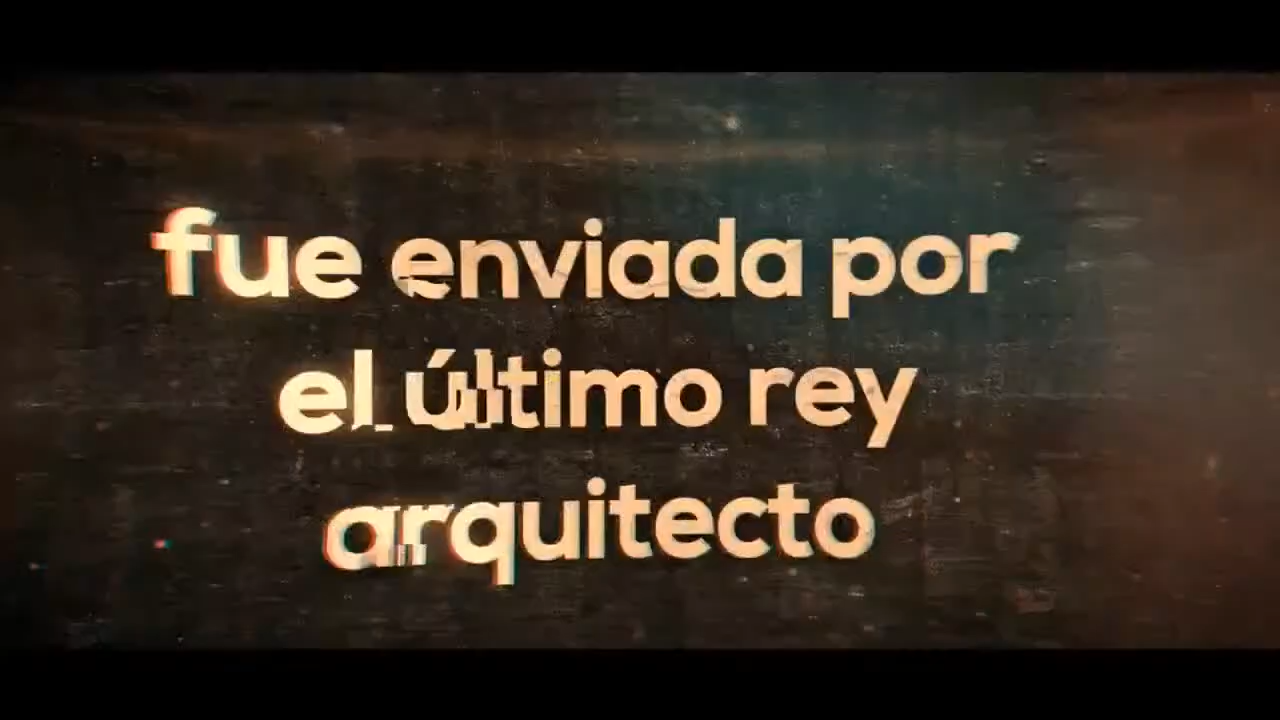 fue enviada por
el último rey
arquitecto